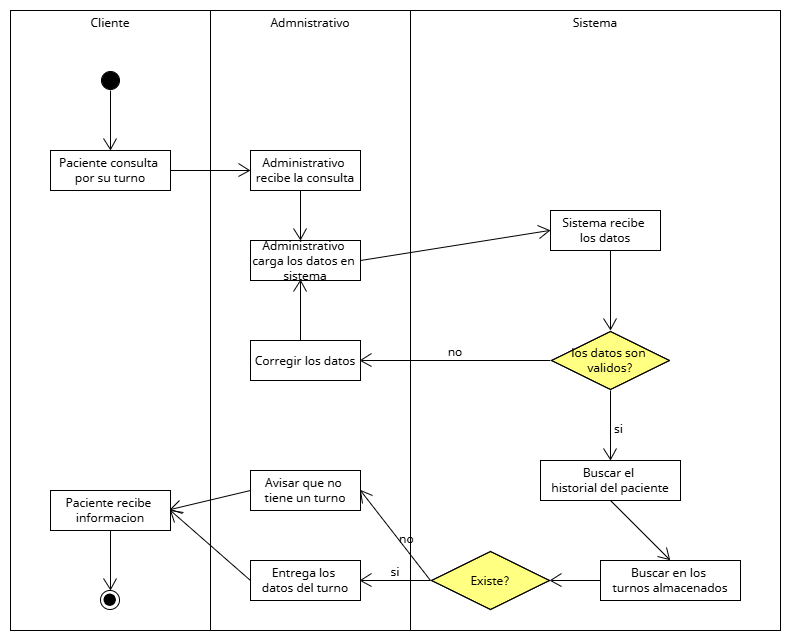 Cliente
Admnistrativo
Sistema
Paciente consulta
por su turno
Administrativo
recibe la consulta
Sistema recibe
los datos
Administrativo
carga los datos en
sistema
los datos son
validos?
no
Corregir los datos
si
Buscar el
historial del paciente
Avisar que no
tiene un turno
Paciente recibe
informacion
no
Entrega los
datos del turno
si
Existe?
Buscar en los
turnos almacenados